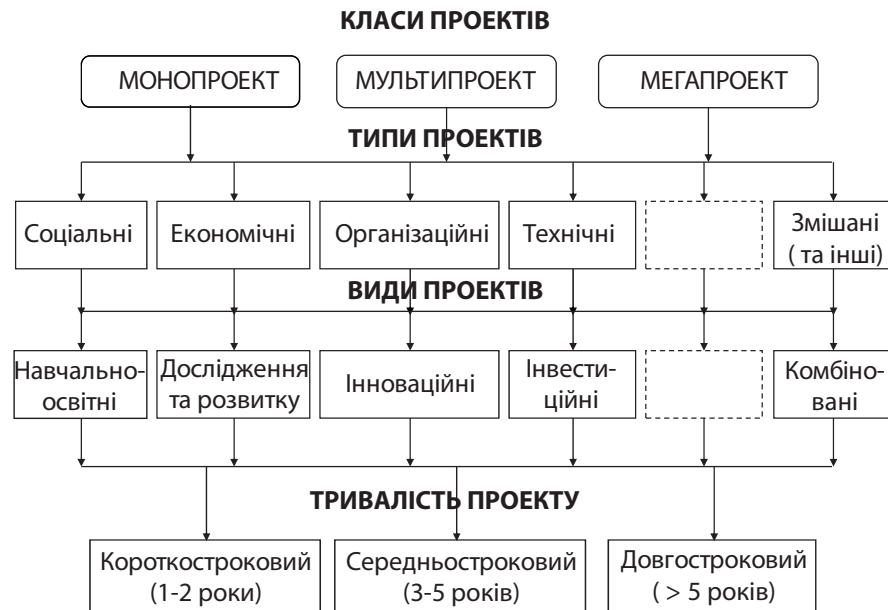 КЛАСИ ПРОЕКТІВ
МОНОПРОЕКТ
МУЛЬТИПРОЕКТ
МЕГАПРОЕКТ
ТИПИ ПРОЕКТІВ
Соціальні
Економічні
Організаційні
Технічні
Змішані
( та інші)
ВИДИ ПРОЕКТІВ
Навчально-
освітні
Дослідження
та розвитку
Інноваційні
Інвести-
ційні
Комбіно-
вані
ТРИВАЛІСТЬ ПРОЕКТУ
Короткостроковий
(1-2 роки)
Середньостроковий
(3-5 років)
Довгостроковий
( > 5 років)